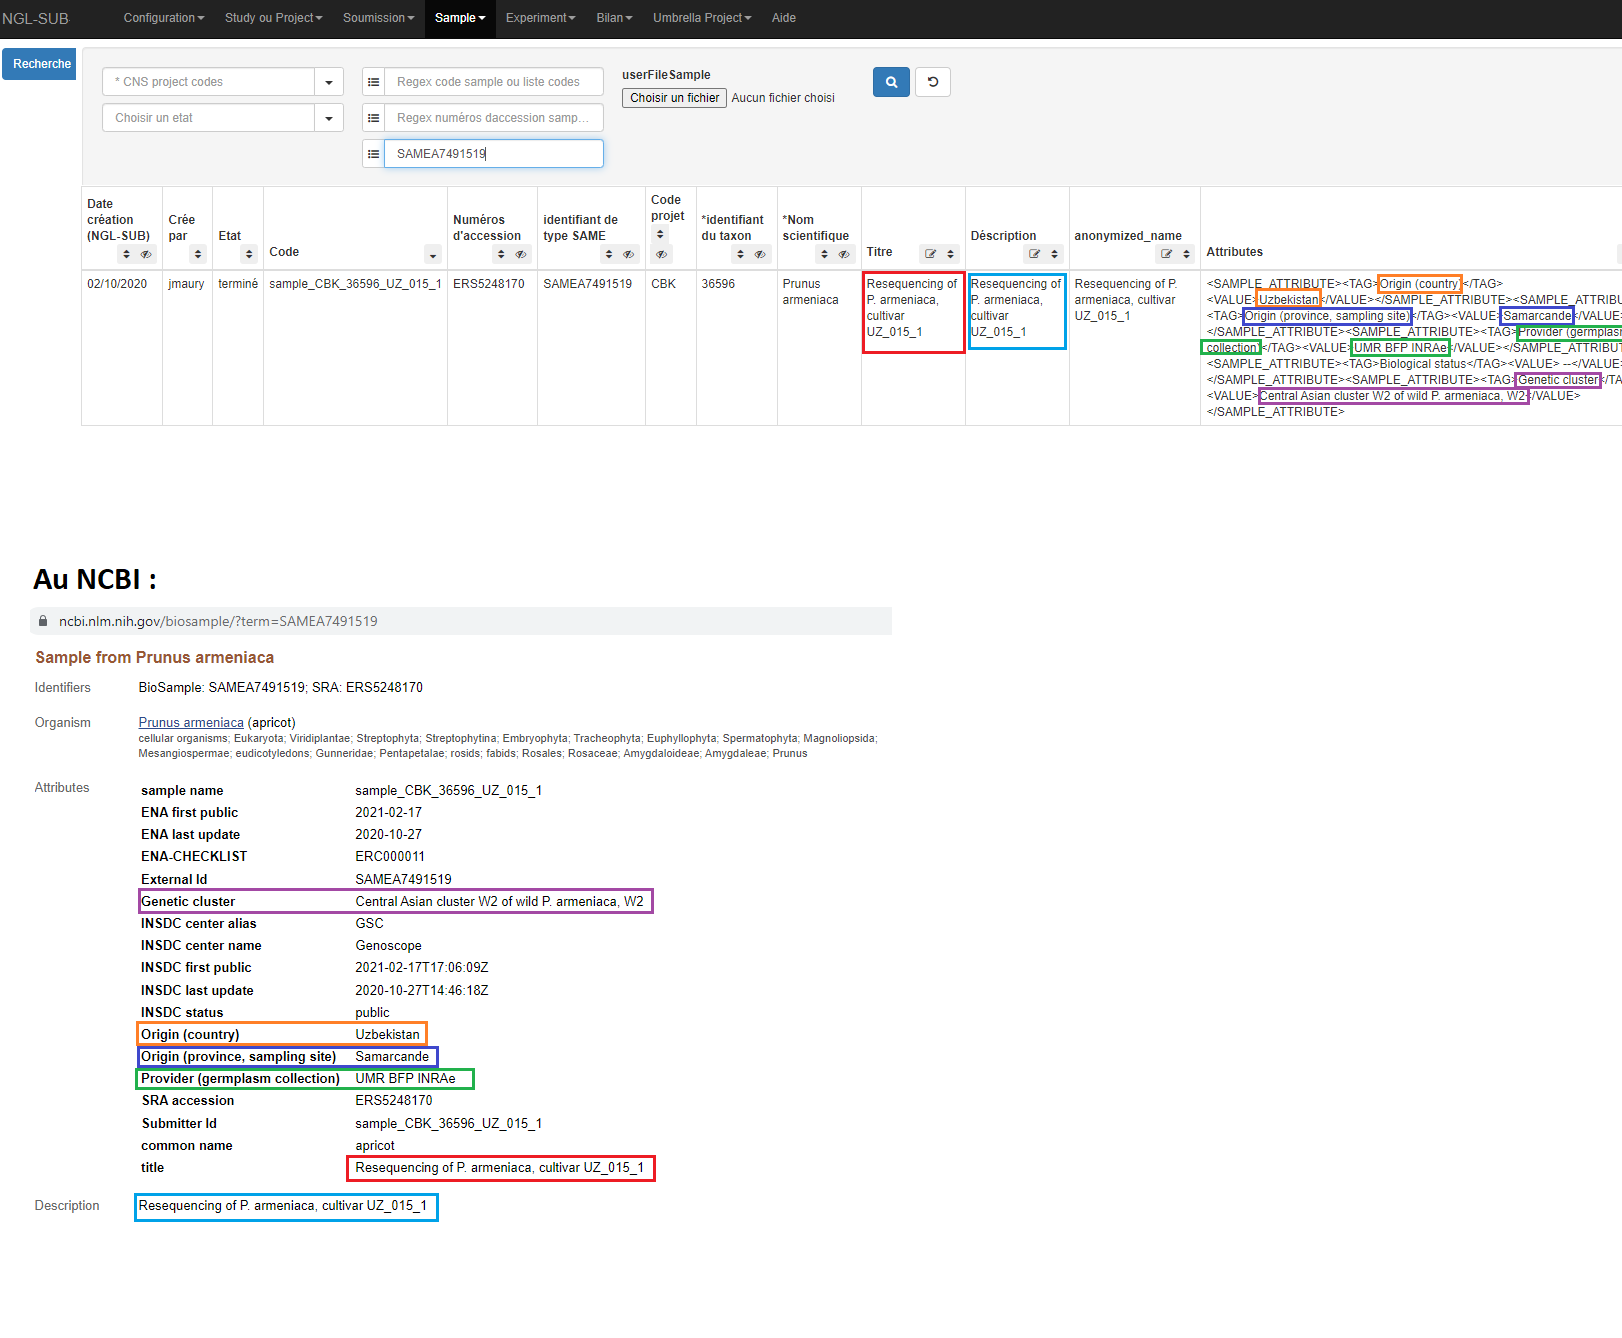 NGL-SUB Configuration Study ou Project Soumission Sample Experiment Bilan Umbrella Project Aide
Recherche
* CNS project codes
Choisir un etat
Regex code sample ou liste codes
Regex numéros daccession samp...
SAMEA7491519
userFileSample
Choisir un fichier Aucun fichier choisi
Date création (NGL-SUB)
Crée par
Etat
Code
Numéros d'accession
identifiant de type SAME
Code projet
*identifiant du taxon
*Nom scientifique
Titre
Déscription
anonymized_name
Attributes
02/10/2020
jmaury
terminé
sample_CBK_36596_UZ_015_1
ERS5248170
SAMEA7491519
CBK
36596
Prunus armeniaca
Resequencing of
P. armeniaca,
cultivar
UZ_015_1
Resequencing of
P. armeniaca,
cultivar
UZ_015_1
Resequencing of P.
armeniaca, cultivar
UZ_015_1
<SAMPLE_ATTRIBUTE><TAG>Origin (country)</TAG>
<VALUE>Uzbekistan</VALUE></SAMPLE_ATTRIBUTE><SAMPLE_ATTRIBU
<TAG>Origin (province, sampling site)</TAG><VALUE>Samarcande</VALUE
</SAMPLE_ATTRIBUTE><SAMPLE_ATTRIBUTE><TAG>Provider (germplasm
collection)</TAG><VALUE>UMR BFP INRAe</VALUE></SAMPLE_ATTRIBUT
<SAMPLE_ATTRIBUTE><TAG>Biological status</TAG><VALUE> --</VALUE>
</SAMPLE_ATTRIBUTE><SAMPLE_ATTRIBUTE><TAG>Genetic cluster</TA
<VALUE>Central Asian cluster W2 of wild P. armeniaca, W2</VALUE>
</SAMPLE_ATTRIBUTE>
Au NCBI :
ncbi.nlm.nih.gov/biosample/?term=SAMEA7491519
Sample from Prunus armeniaca
Identifiers BioSample: SAMEA7491519; SRA: ERS5248170
Organism Prunus armeniaca (apricot)
cellular organisms; Eukaryota; Viridiplantae; Streptophyta; Streptophytina; Embryophyta; Tracheophyta; Euphyllophyta; Spermatophyta; Magnoliopsida;
Mesangiospermae; eudicotyledons; Gunneridae; Pentapetalae; rosids; fabids; Rosales; Rosaceae; Amygdaloideae; Amygdaleae; Prunus
Attributes
sample name sample_CBK_36596_UZ_015_1
ENA first public 2021-02-17
ENA last update 2020-10-27
ENA-CHECKLIST ERC000011
External Id SAMEA7491519
Genetic cluster Central Asian cluster W2 of wild P. armeniaca, W2
INSDC center alias GSC
INSDC center name Genoscope
INSDC first public 2021-02-17T17:06:09Z
INSDC last update 2020-10-27T14:46:18Z
INSDC status public
Origin (country) Uzbekistan
Origin (province, sampling site) Samarcande
Provider (germplasm collection) UMR BFP INRAe
SRA accession ERS5248170
Submitter Id sample_CBK_36596_UZ_015_1
common name apricot
title Resequencing of P. armeniaca, cultivar UZ_015_1
Description Resequencing of P. armeniaca, cultivar UZ_015_1